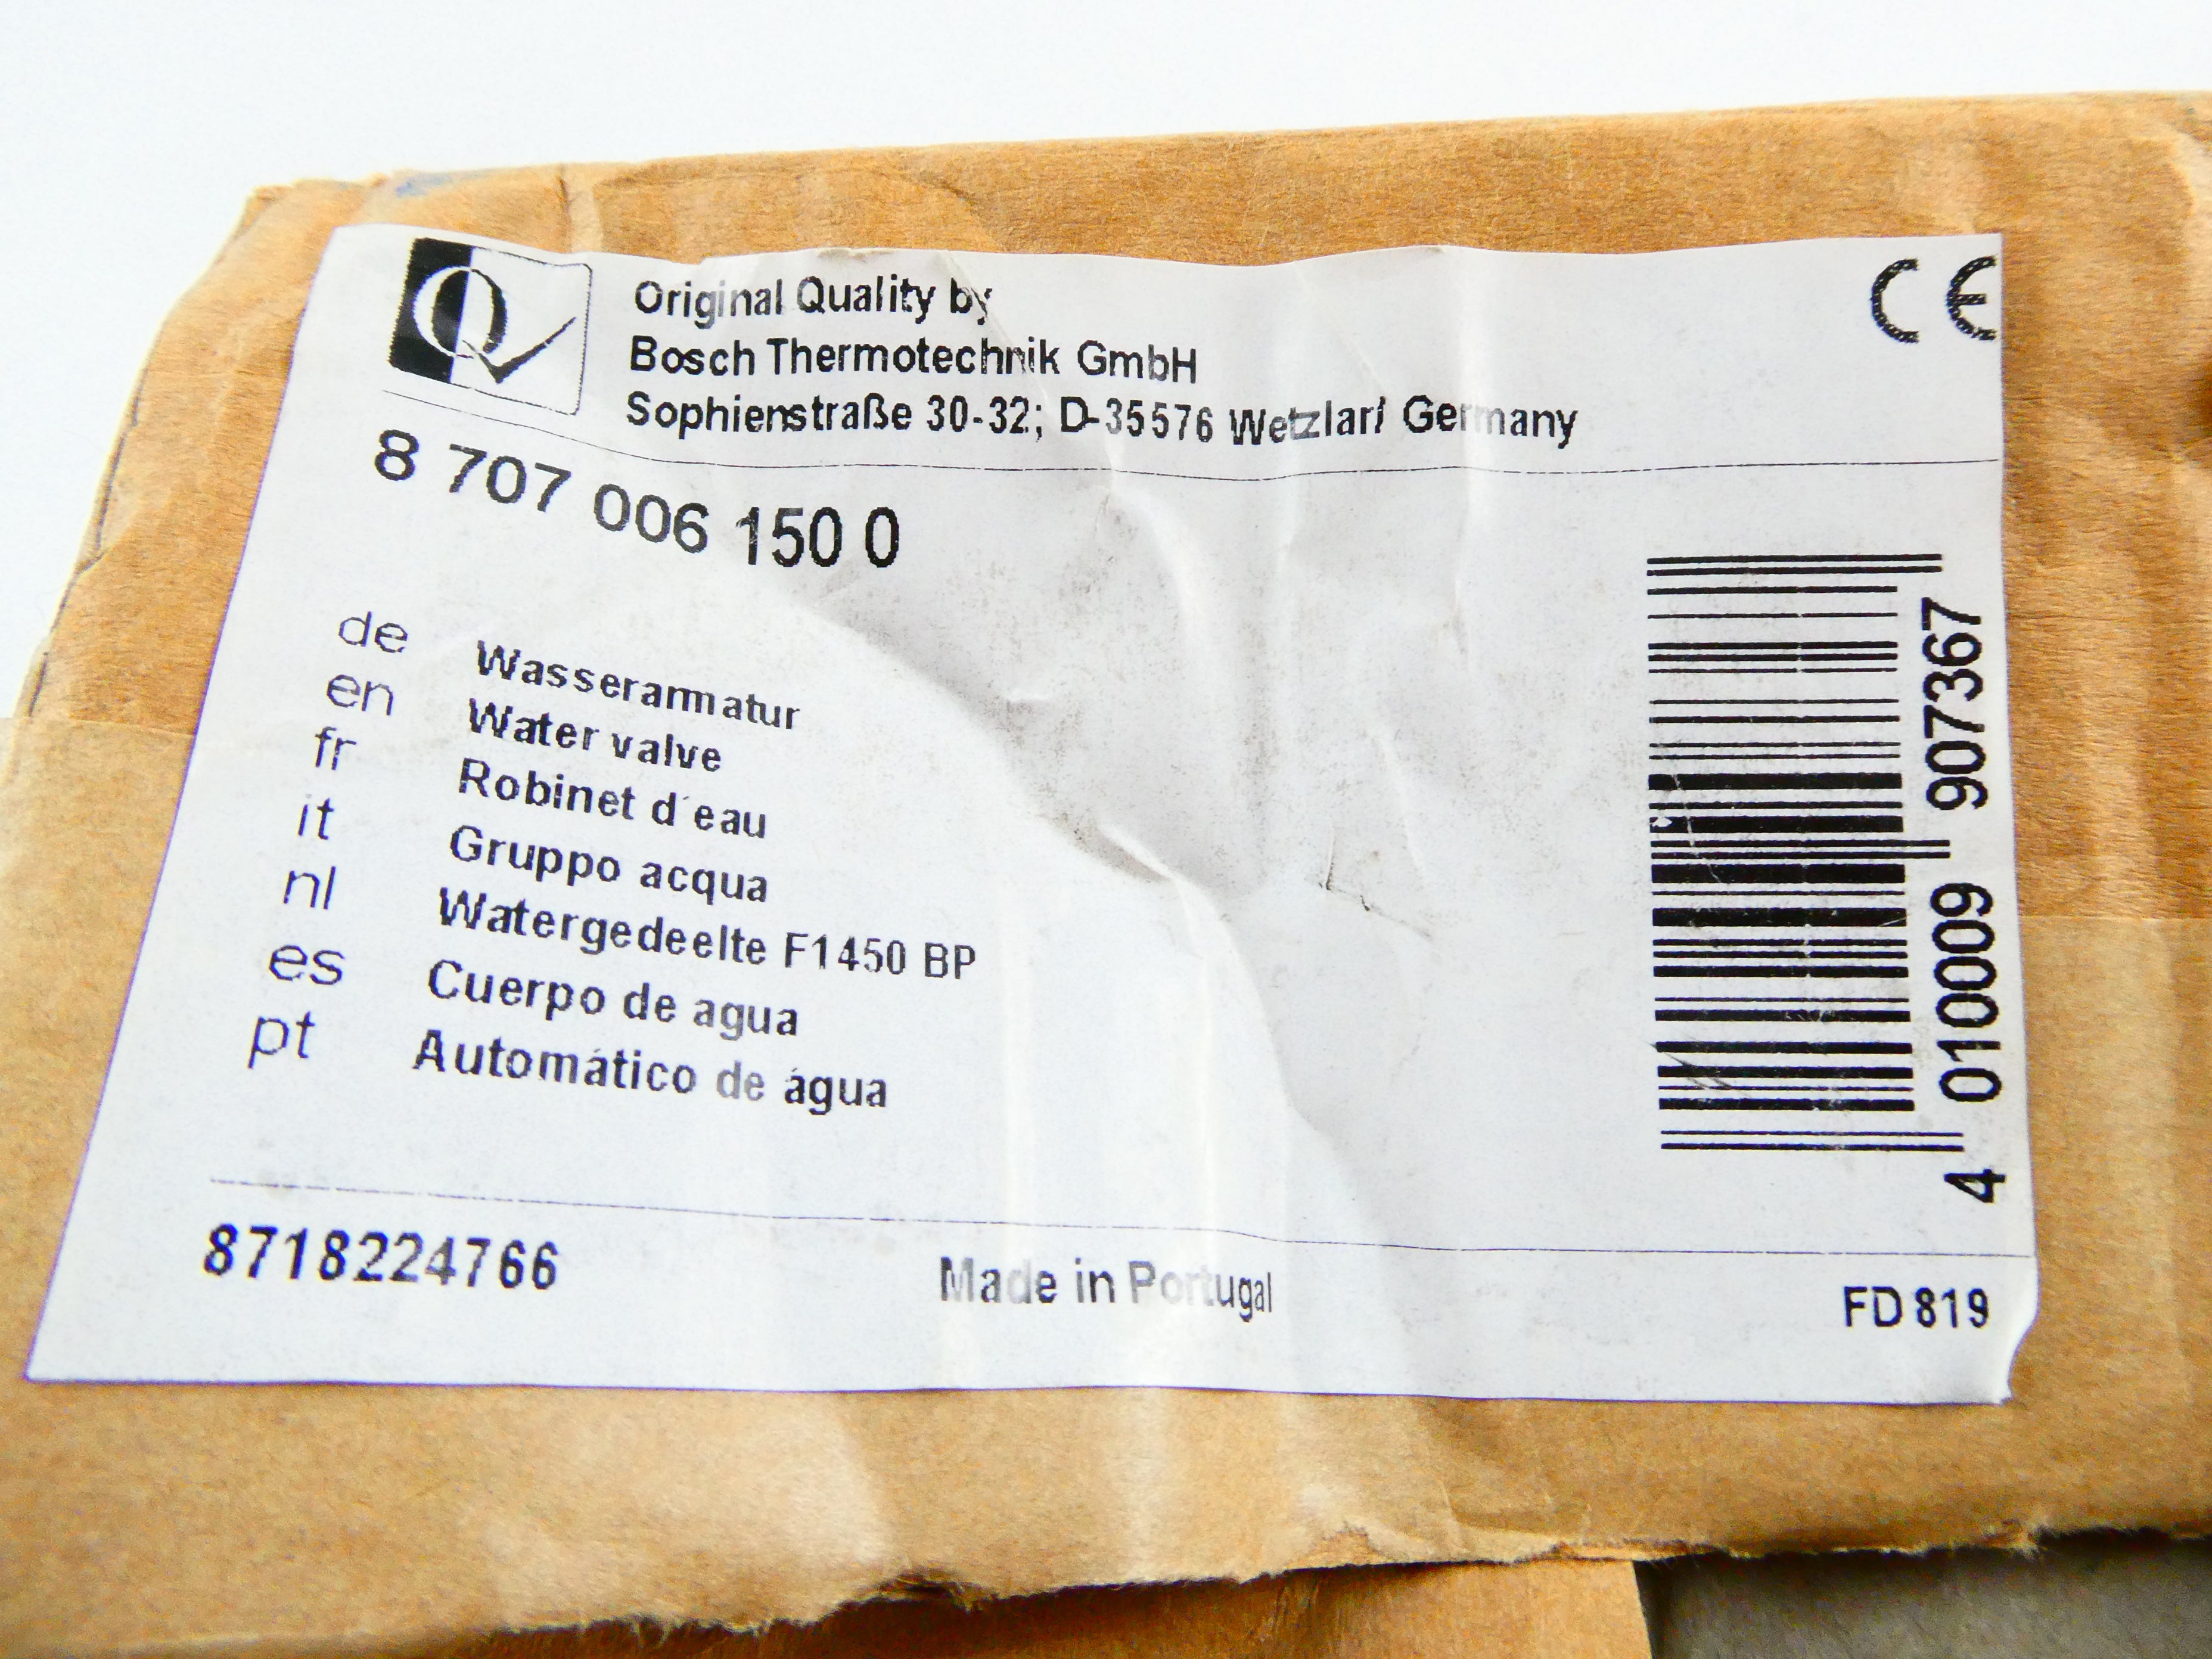 Q
Original Quality by
Bosch Thermotechnik GmbH
Sophienstraße 30-32; D-35576 Wetzlar/ Germany
CE
8 707 006 150 0
de Wasserarmatur
en Water valve
fr Robinet d´eau
it Gruppo acqua
nl Watergedeelte F1450 BP
es Cuerpo de agua
pt Automático de água
4 010009 907367
8718224766
Made in Portugal
FD 819